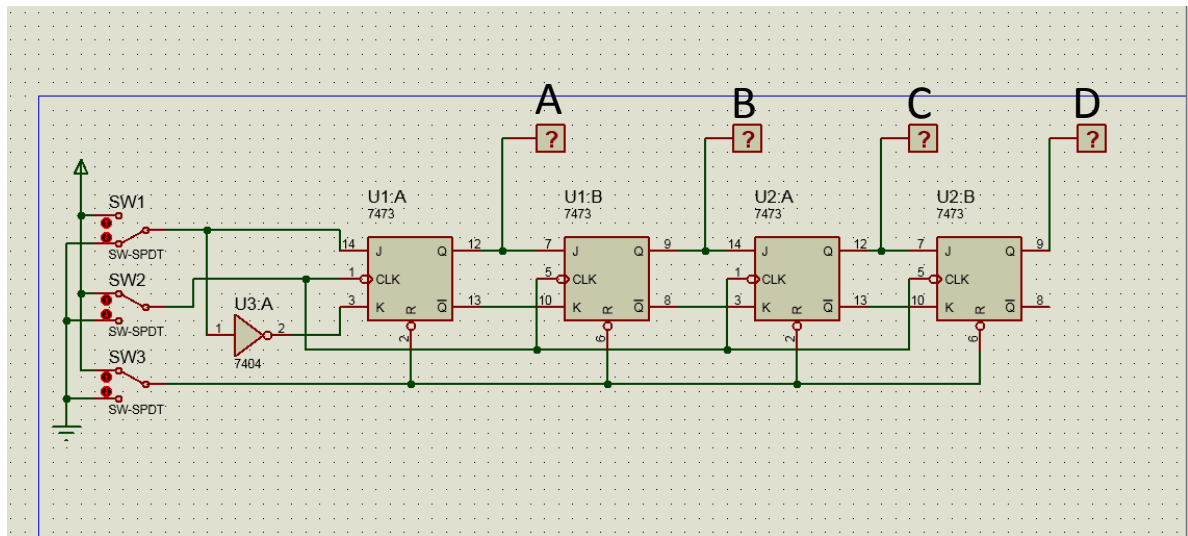 A B C D
? ? ? ?
U1:A U1:B U2:A U2:B
7473 7473 7473 7473
SW1
SW-SPDT
14 J Q 12 7 J Q 9 14 J Q 12 7 J Q 9
SW2
1 CLK 5 CLK 1 CLK 5 CLK
SW-SPDT
U3:A
3 K Q 13 10 K Q 8 3 K Q 13 10 K Q 8
R R R R
1 2
2 6 2 6
7404
SW3
SW-SPDT